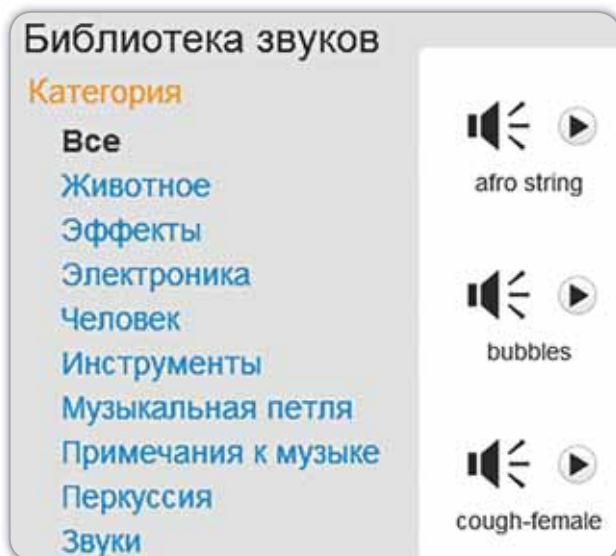 Библиотека звуков
Категория
Все
Животное
Эффекты
Электроника
Человек
Инструменты
Музыкальная петля
Примечания к музыке
Перкуссия
Звуки
afro string
bubbles
cough-female